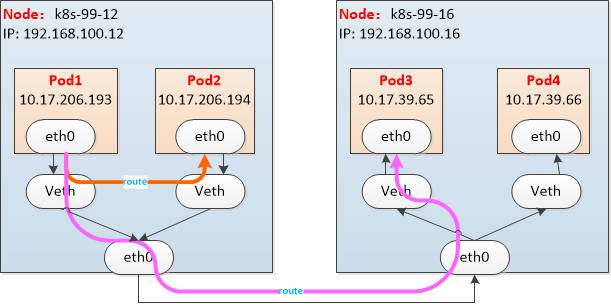 Node：k8s-99-12
IP: 192.168.100.12
Pod1
10.17.206.193
eth0
Pod2
10.17.206.194
eth0
route
Veth
Veth
eth0
Node：k8s-99-16
IP: 192.168.100.16
Pod3
10.17.39.65
eth0
Pod4
10.17.39.66
eth0
Veth
Veth
eth0
route